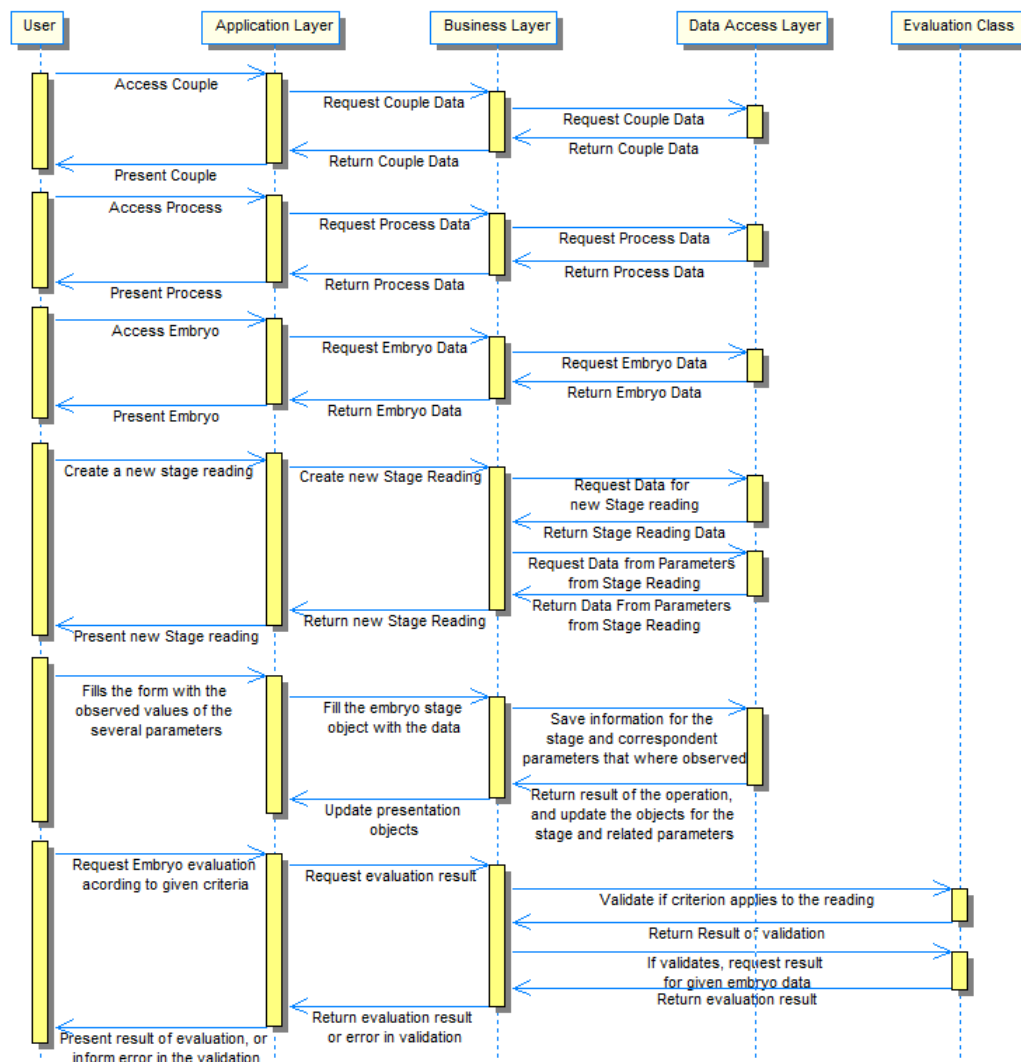 User
Application Layer
Business Layer
Data Access Layer
Evaluation Class
Access Couple
Request Couple Data
Request Couple Data
Return Couple Data
Return Couple Data
Present Couple
Access Process
Request Process Data
Request Process Data
Return Process Data
Return Process Data
Present Process
Access Embryo
Request Embryo Data
Request Embryo Data
Return Embryo Data
Return Embryo Data
Present Embryo
Create a new stage reading
Create new Stage Reading
Request Data for
new Stage reading
Return Stage Reading Data
Request Data from Parameters
from Stage Reading
Return Data From Parameters
from Stage Reading
Return new Stage Reading
Present new Stage reading
Fills the form with the
observed values of the
several parameters
Fill the embryo stage
object with the data
Save information for the
stage and correspondent
parameters that where observed
Return result of the operation,
and update the objects for the
stage and related parameters
Update presentation
objects
Request Embryo evaluation
acording to given criteria
Request evaluation result
Validate if criterion applies to the reading
Return Result of validation
If validates, request result
for given embryo data
Return evaluation result
Return evaluation result
or error in validation
Present result of evaluation, or
inform error in the validation